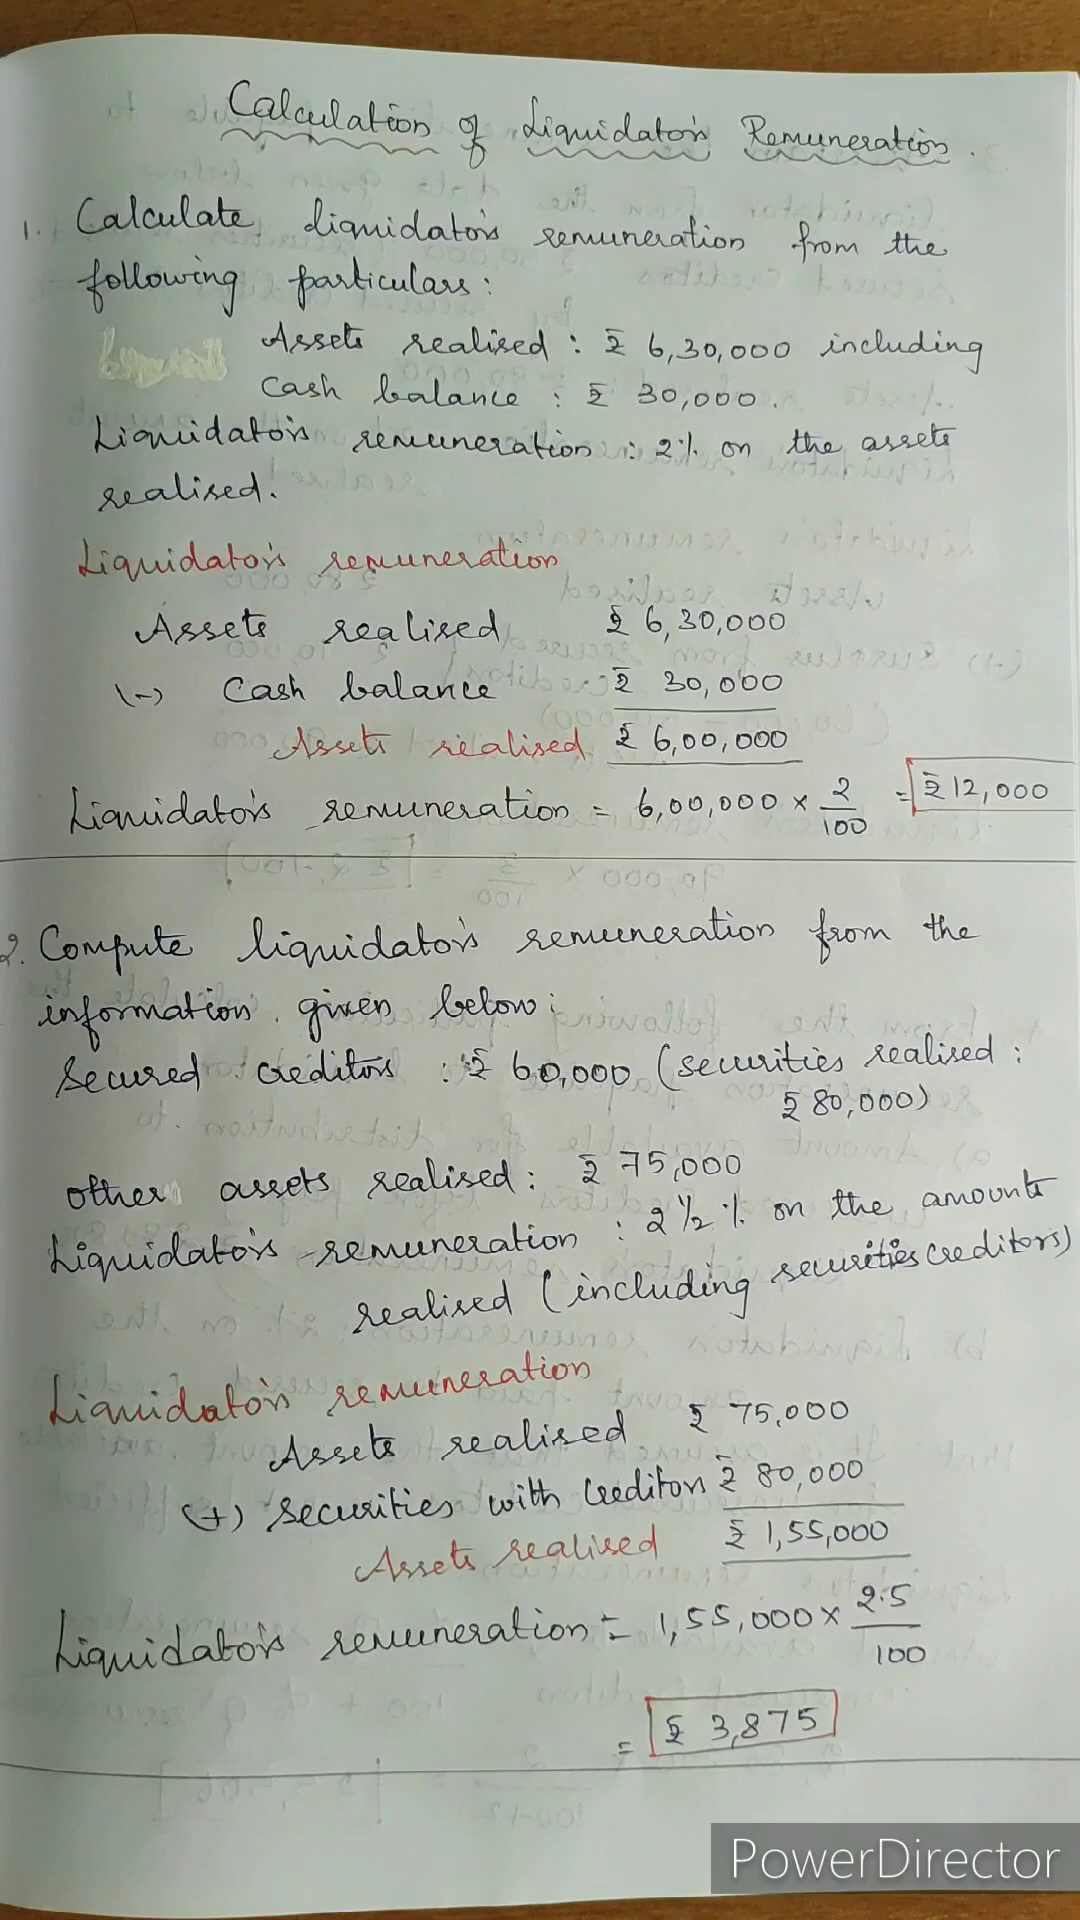 Calculation of Liquidator's Remuneration.
1. Calculate liquidator's remuneration from the
following particulars:
Assets realised : ₹ 6,30,000 including
Cash balance : ₹ 30,000.
Liquidator's remuneration : 2% on the assets
realised.
Liquidator's remuneration
Assets realised ₹ 6,30,000
(-) Cash balance ₹ 30,000
Assets realised ₹ 6,00,000
Liquidator's remuneration = 6,00,000 × 2/100 = ₹ 12,000
2. Compute liquidator's remuneration from the
information given below:
Secured creditors : ₹ 60,000 (securities realised :
₹ 80,000)
other assets realised : ₹ 75,000
Liquidator's remuneration : 2 1/2 % on the amounts
realised (including securities creditors)
Liquidator's remuneration
Assets realised ₹ 75,000
(+) Securities with Creditors ₹ 80,000
Assets realised ₹ 1,55,000
Liquidator's remuneration = 1,55,000 × 2.5/100
= ₹ 3,875
PowerDirector